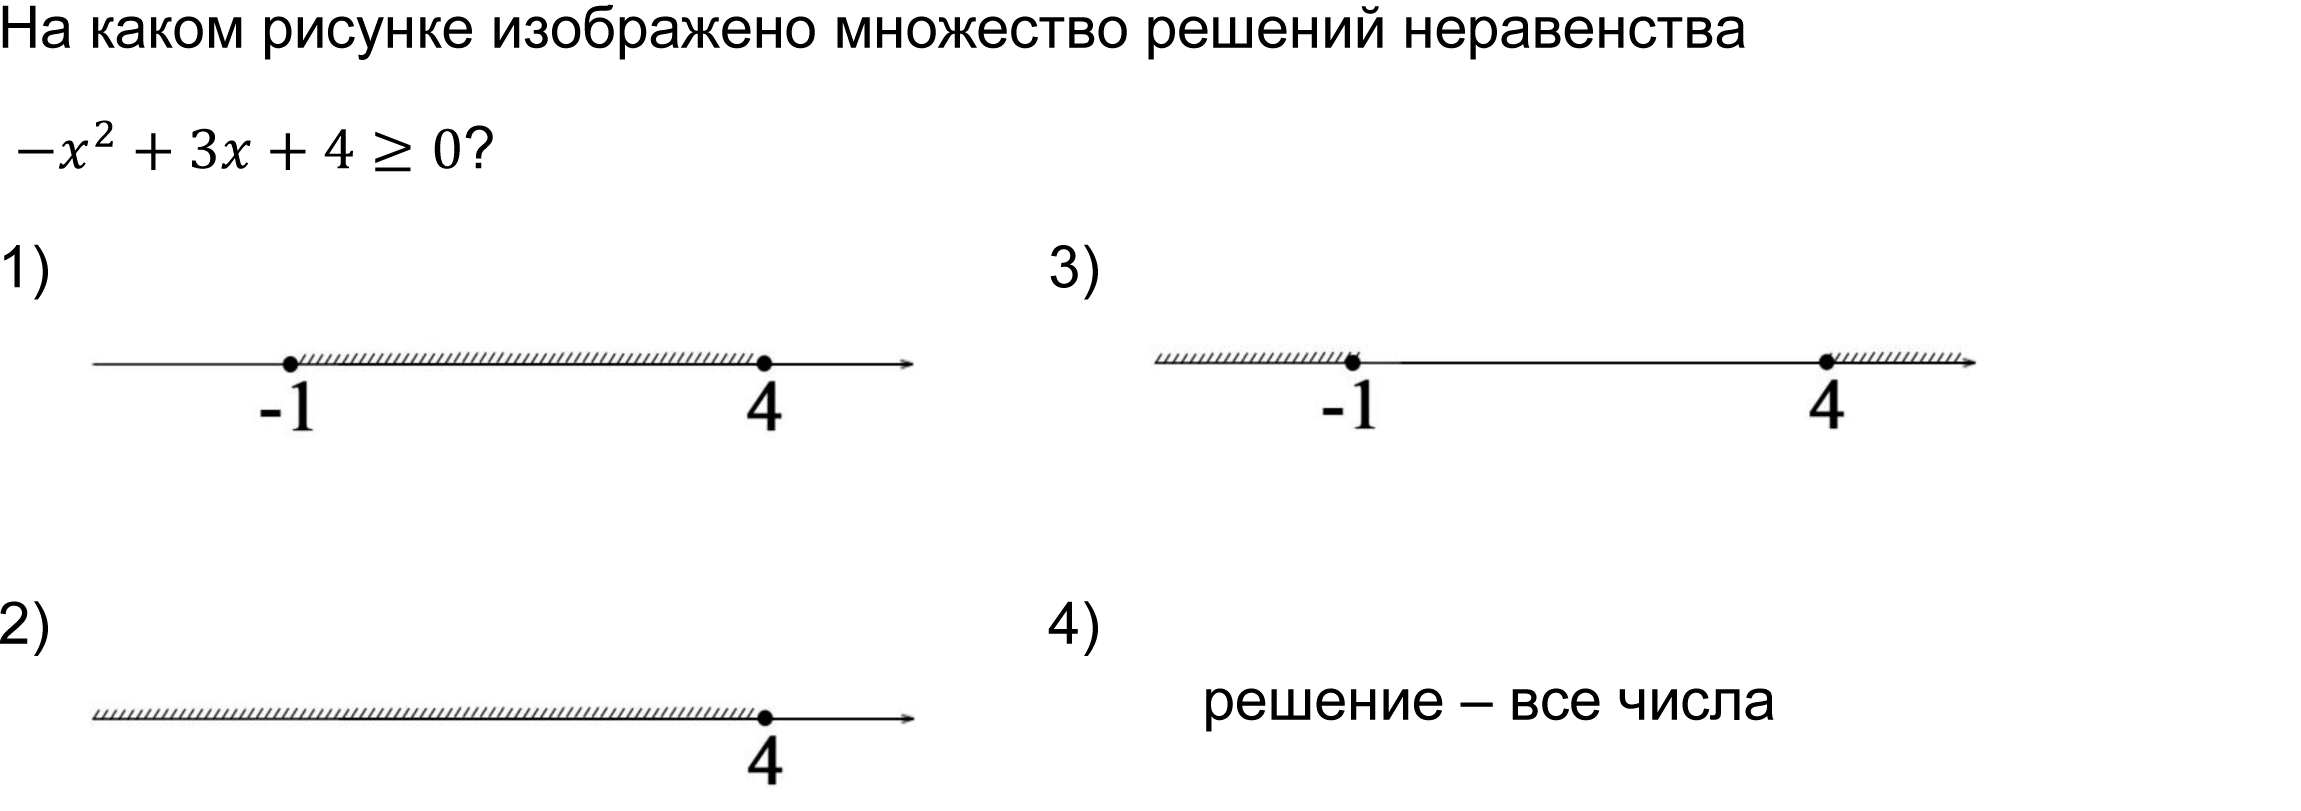 На каком рисунке изображено множество решений неравенства
−x² + 3x + 4 ≥ 0?
1)
-1 4
3)
-1 4
2)
4
4)
решение – все числа